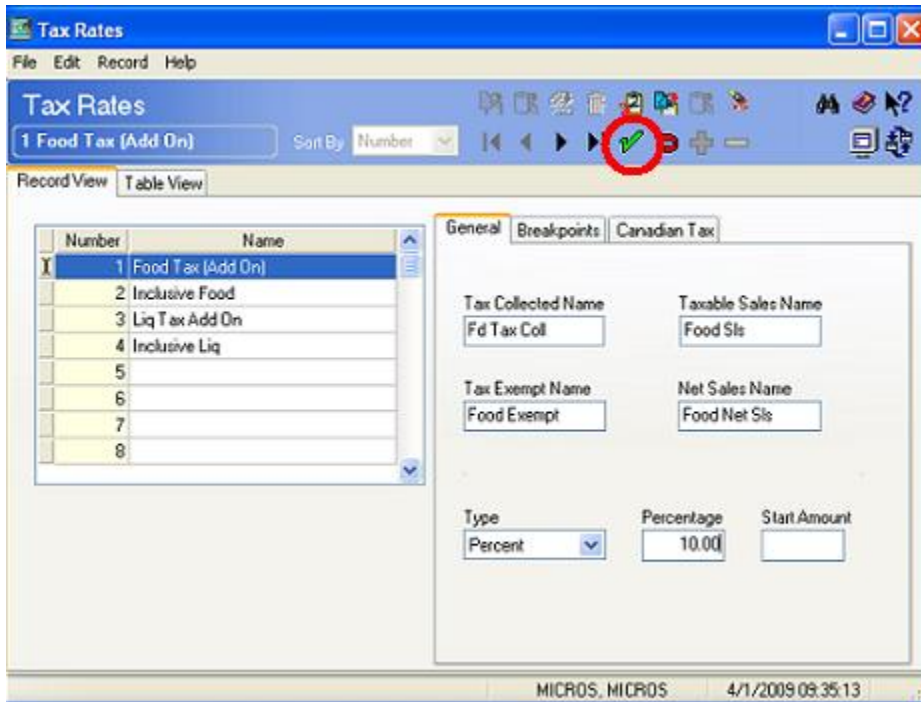 Tax Rates
File Edit Record Help
Tax Rates
1 Food Tax (Add On)
Sort By Number
Record View Table View
Number Name
1 Food Tax (Add On)
2 Inclusive Food
3 Liq Tax Add On
4 Inclusive Liq
5
6
7
8
General Breakpoints Canadian Tax
Tax Collected Name Taxable Sales Name
Fd Tax Coll Food Sls
Tax Exempt Name Net Sales Name
Food Exempt Food Net Sls
Type Percentage Start Amount
Percent 10.00
MICROS, MICROS 4/1/2009 09:35:13